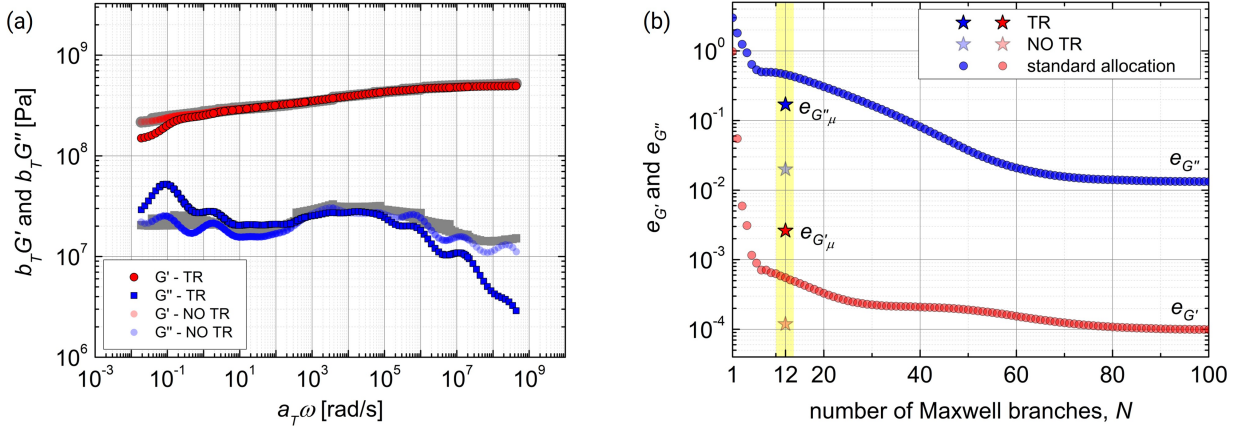 (a)
b_T G' and b_T G'' [Pa]
10^9
10^8
10^7
10^6
G' - TR
G'' - TR
G' - NO TR
G'' - NO TR
10^-3 10^-1 10^1 10^3 10^5 10^7 10^9
a_T ω [rad/s]
(b)
e_G' and e_G''
10^0
10^-1
10^-2
10^-3
10^-4
TR
NO TR
standard allocation
e_G''_μ
e_G''
e_G'_μ
e_G'
1 12 20 40 60 80 100
number of Maxwell branches, N